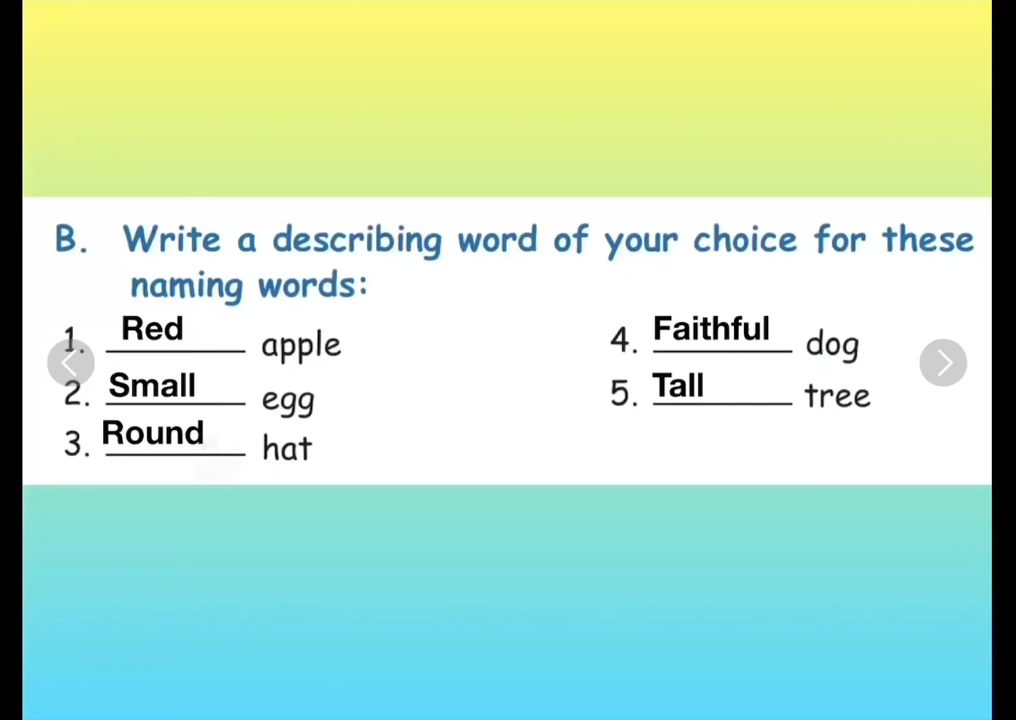 B. Write a describing word of your choice for these
naming words:
1. Red apple
2. Small egg
3. Round hat
4. Faithful dog
5. Tall tree